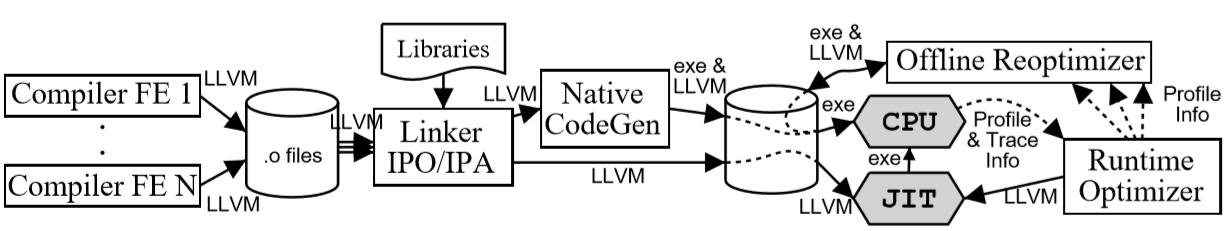 Compiler FE 1
LLVM
.
.
Compiler FE N
LLVM
.o files
LLVM
Libraries
Linker
IPO/IPA
LLVM
Native
CodeGen
exe &
LLVM
LLVM
exe &
LLVM
Offline Reoptimizer
exe
CPU
exe
JIT
LLVM
Profile
& Trace
Info
Profile
Info
Runtime
Optimizer
LLVM